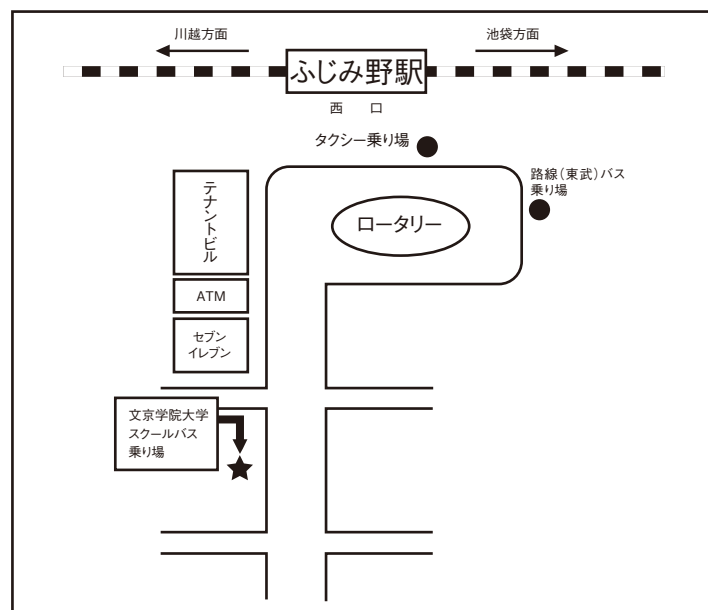 川越方面
池袋方面
ふじみ野駅
西 口
タクシー乗り場
路線(東武)バス
乗り場
テナントビル
ロータリー
ATM
セブン
イレブン
文京学院大学
スクールバス
乗り場